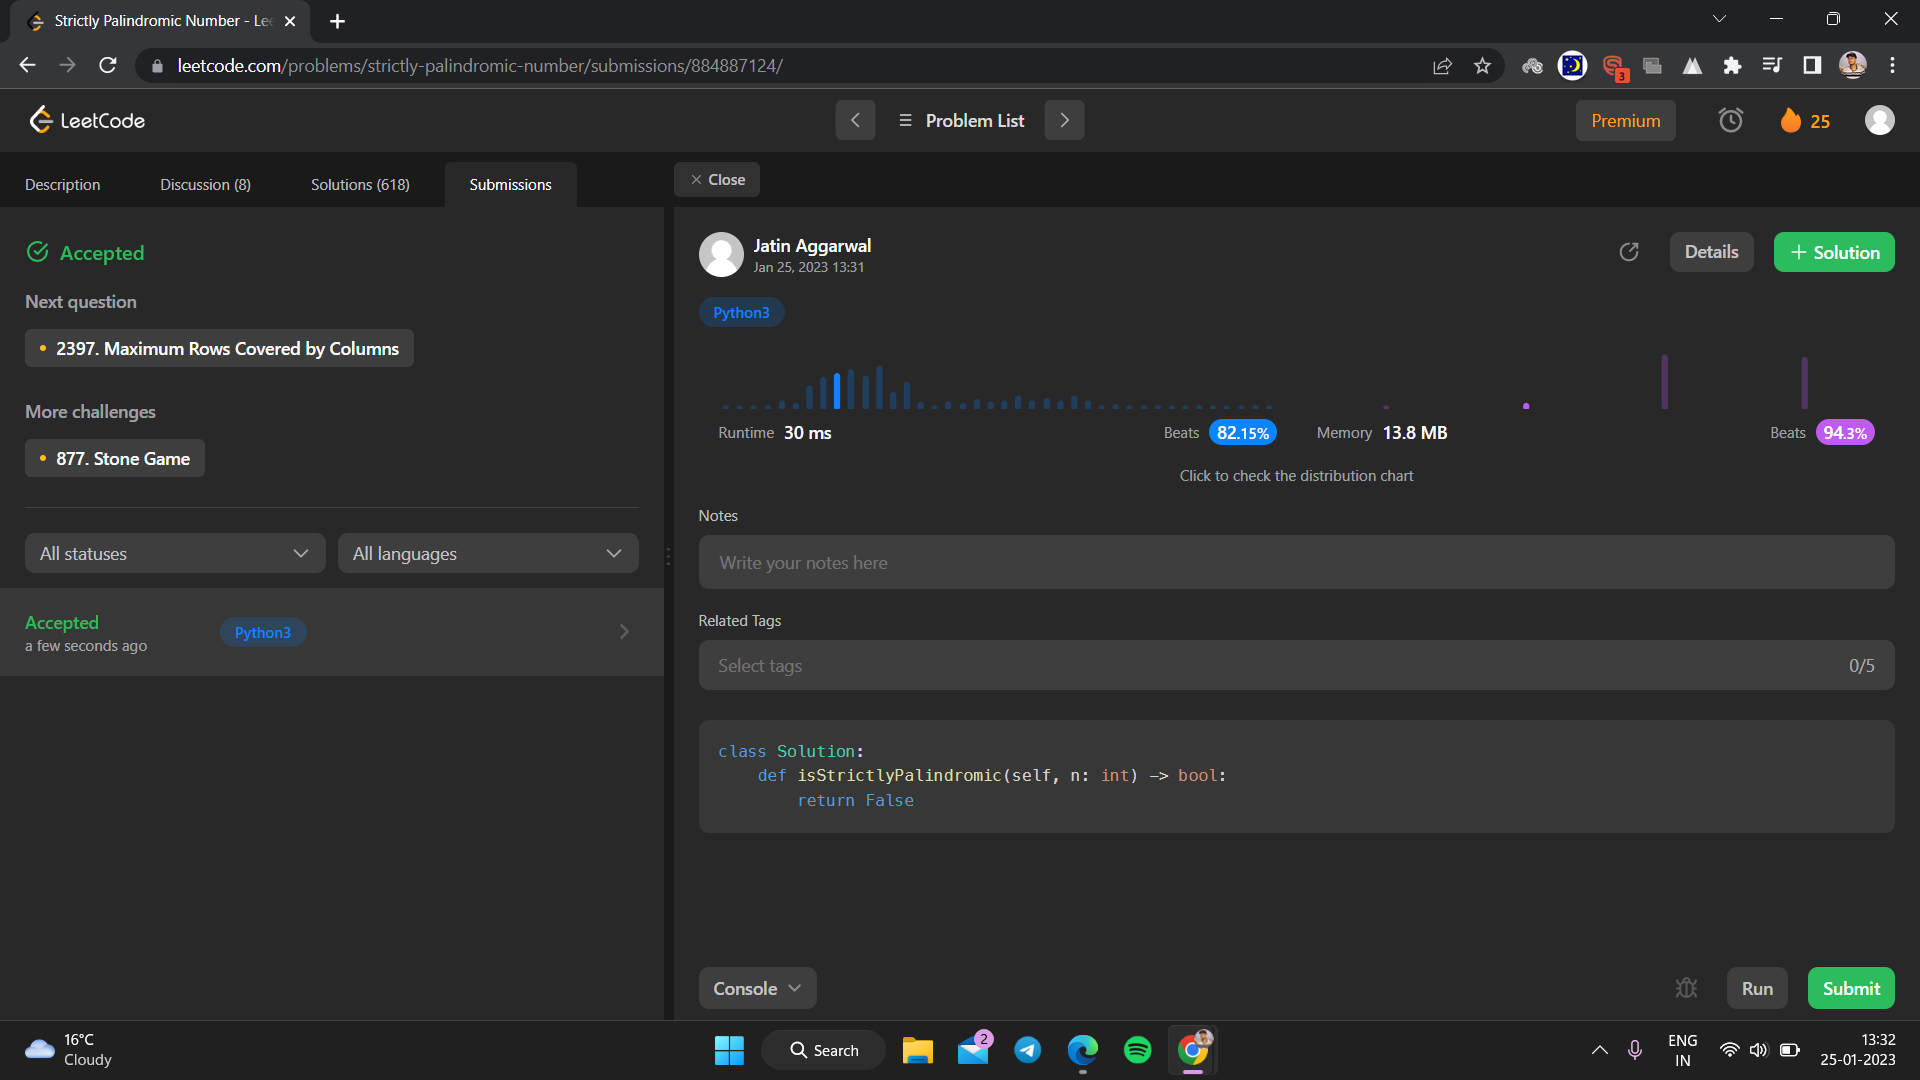 Strictly Palindromic Number - Le
leetcode.com/problems/strictly-palindromic-number/submissions/884887124/
3
LeetCode
Problem List
Premium
25
Description
Discussion (8)
Solutions (618)
Submissions
Close
Accepted
Next question
2397. Maximum Rows Covered by Columns
More challenges
877. Stone Game
All statuses
All languages
Accepted
a few seconds ago
Python3
Jatin Aggarwal
Jan 25, 2023 13:31
Details
+ Solution
Python3
Runtime 30 ms
Beats 82.15%
Memory 13.8 MB
Beats 94.3%
Click to check the distribution chart
Notes
Write your notes here
Related Tags
Select tags
0/5
class Solution:
def isStrictlyPalindromic(self, n: int) -> bool:
return False
Console
Run
Submit
16°C
Cloudy
Search
2
ENG
IN
13:32
25-01-2023